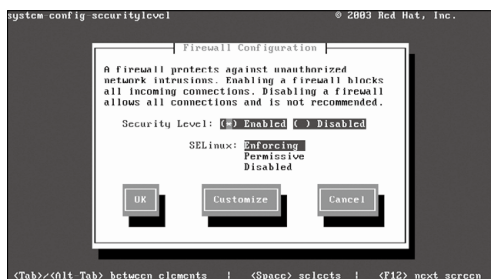 system-config-securitylevel © 2003 Red Hat, Inc.
Firewall Configuration
A firewall protects against unauthorized
network intrusions. Enabling a firewall blocks
all incoming connections. Disabling a firewall
allows all connections and is not recommended.
Security Level: (*) Enabled ( ) Disabled
SELinux: Enforcing
Permissive
Disabled
OK Customize Cancel
<Tab>/<Alt-Tab> between elements | <Space> selects | <F12> next screen